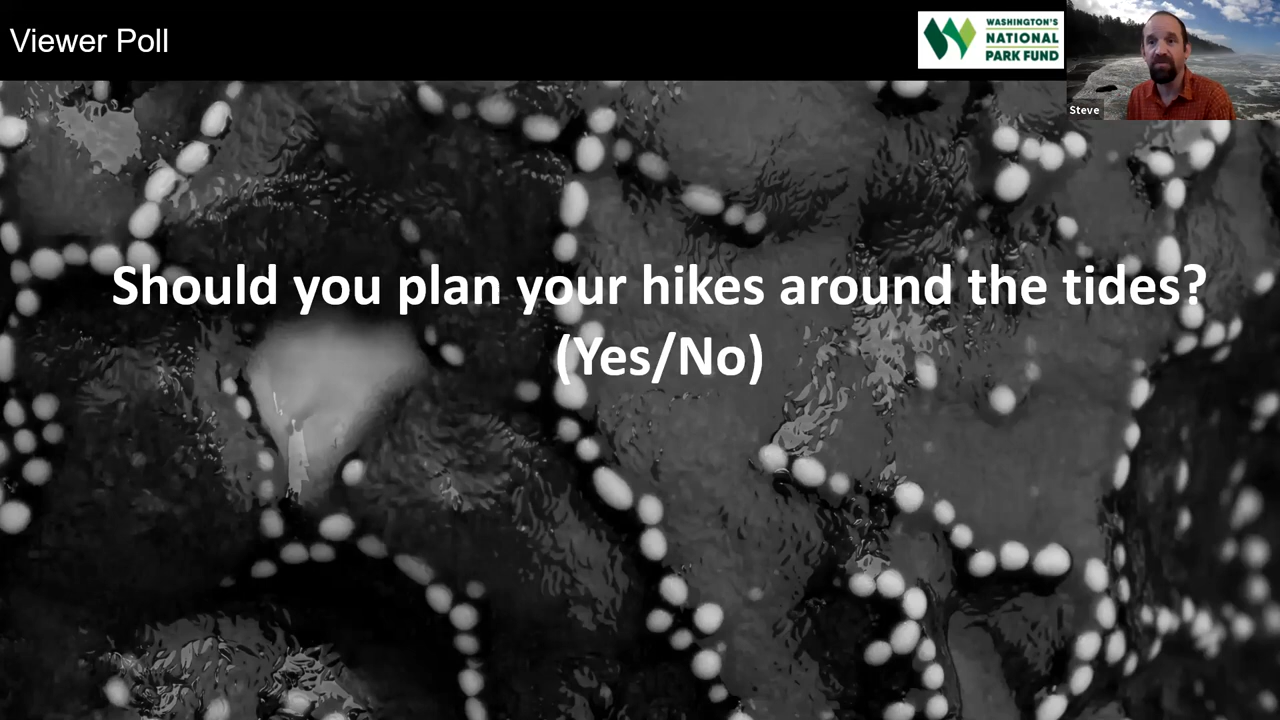 Viewer Poll
WASHINGTON'S
NATIONAL
PARK FUND
Steve
Should you plan your hikes around the tides?
(Yes/No)